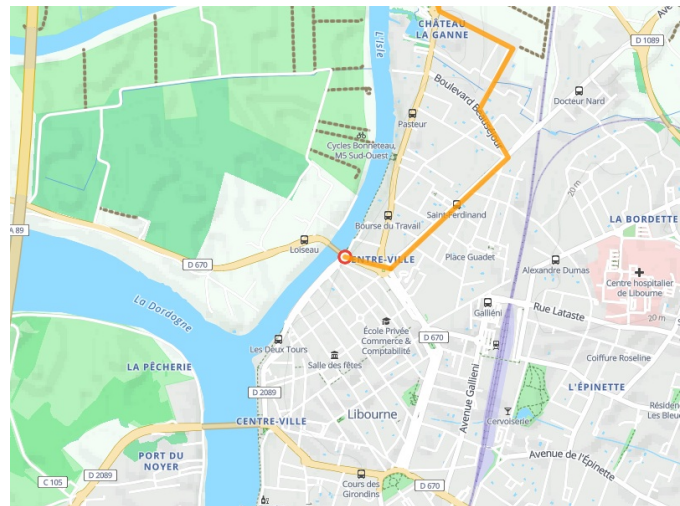 CHÂTEAU
LA GANNE
D 1089
Ave
L'Isle
Boulevard Beauséjour
Docteur Nard
Pasteur
Cycles Bonneteau,
MS Sud-Ouest
20 m
Saint-Ferdinand
Bourse du Travail
LA BORDETTE
A 89
Loiseau
D 670
CENTRE-VILLE
Place Guadet
Alexandre Dumas
Centre hospitalier
de Libourne
La Dordogne
Galliéni
Rue Lataste
20 m
École Privée
Commerce &
Comptabilité
D 670
Les Deux Tours
Salle des fêtes
Coiffure Roseline
LA PÊCHERIE
L'ÉPINETTE
D 2089
Avenue Gallieni
Résiden
Les Bleue
CENTRE-VILLE
Libourne
Cervoiserie
PORT DU
NOYER
Avenue de l'Épinette
D 2089
C 105
Cours des
Girondins
D 670